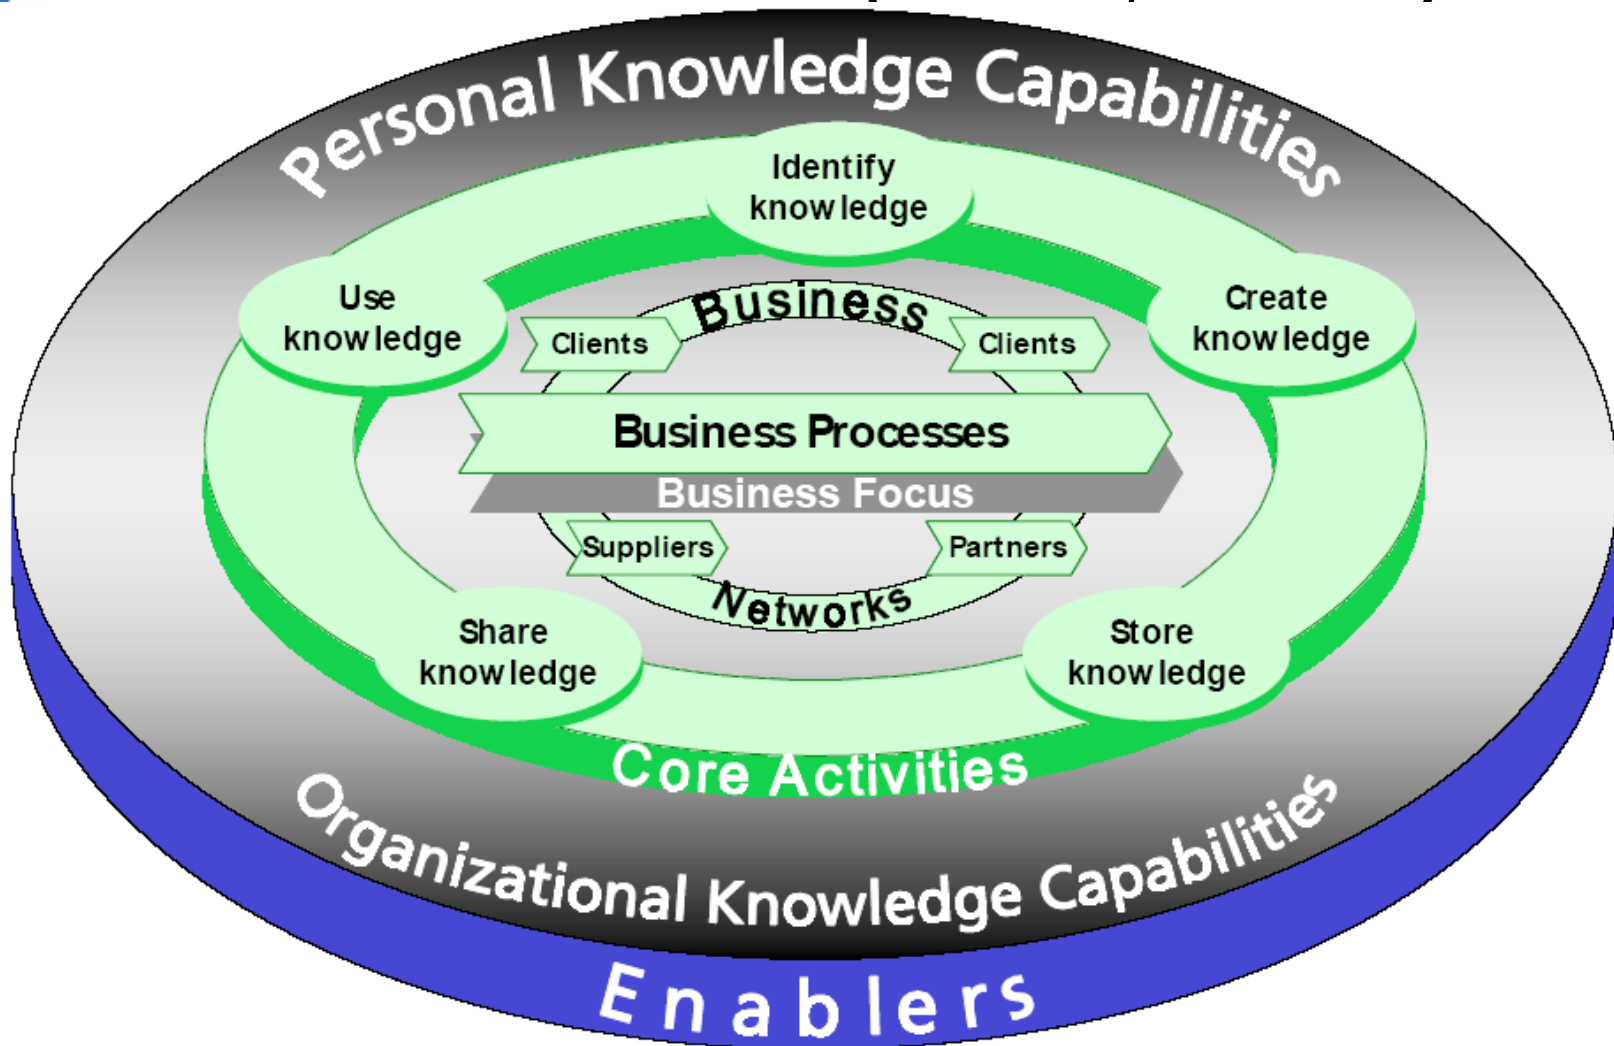 Personal Knowledge Capabilities
Identify
knowledge
Use
knowledge
Create
knowledge
Business
Clients
Clients
Business Processes
Business Focus
Suppliers
Partners
Networks
Share
knowledge
Store
knowledge
Core Activities
Organizational Knowledge Capabilities
Enablers